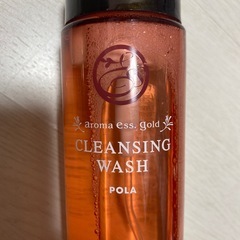 aroma ess. gold
CLEANSING
WASH
POLA